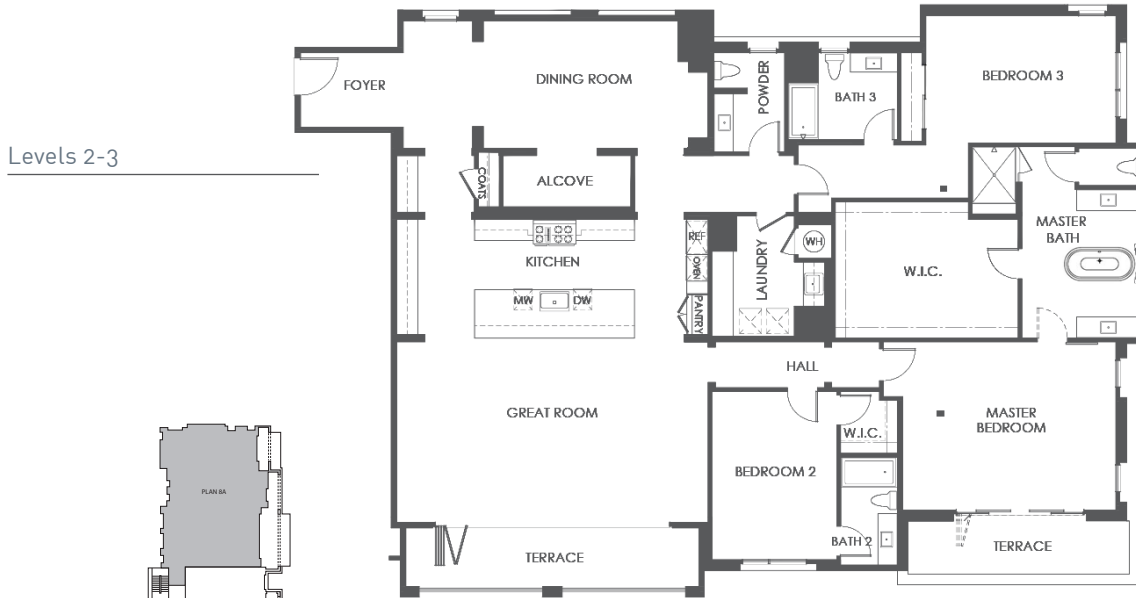 Levels 2-3
FOYER
DINING ROOM
POWDER
BATH 3
BEDROOM 3
COATS
ALCOVE
MASTER
BATH
KITCHEN
REF
OVEN
PANTRY
MW
DW
LAUNDRY
WH
W.I.C.
HALL
GREAT ROOM
MASTER
BEDROOM
W.I.C.
BEDROOM 2
BATH 2
TERRACE
TERRACE
PLAN 8A